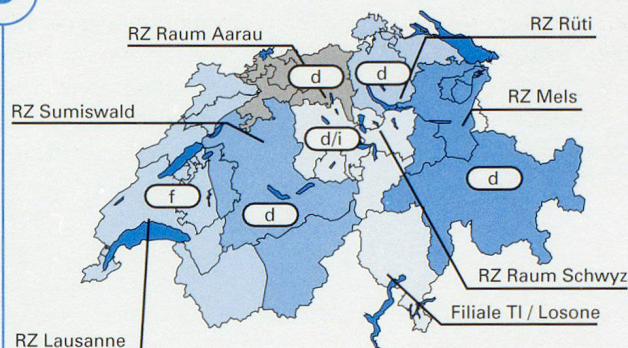 RZ Rüti
RZ Raum Aarau
d
d
RZ Mels
RZ Sumiswald
d/i
d
f
d
RZ Raum Schwyz
Filiale TI / Losone
RZ Lausanne